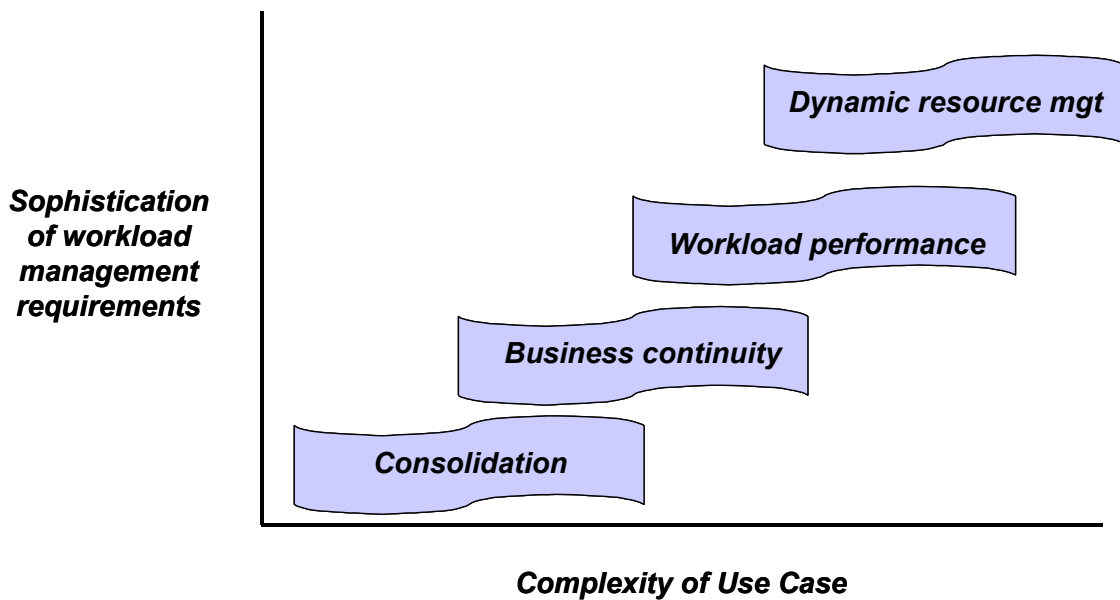 Dynamic resource mgt
Sophistication
of workload
management
requirements
Workload performance
Business continuity
Consolidation
Complexity of Use Case